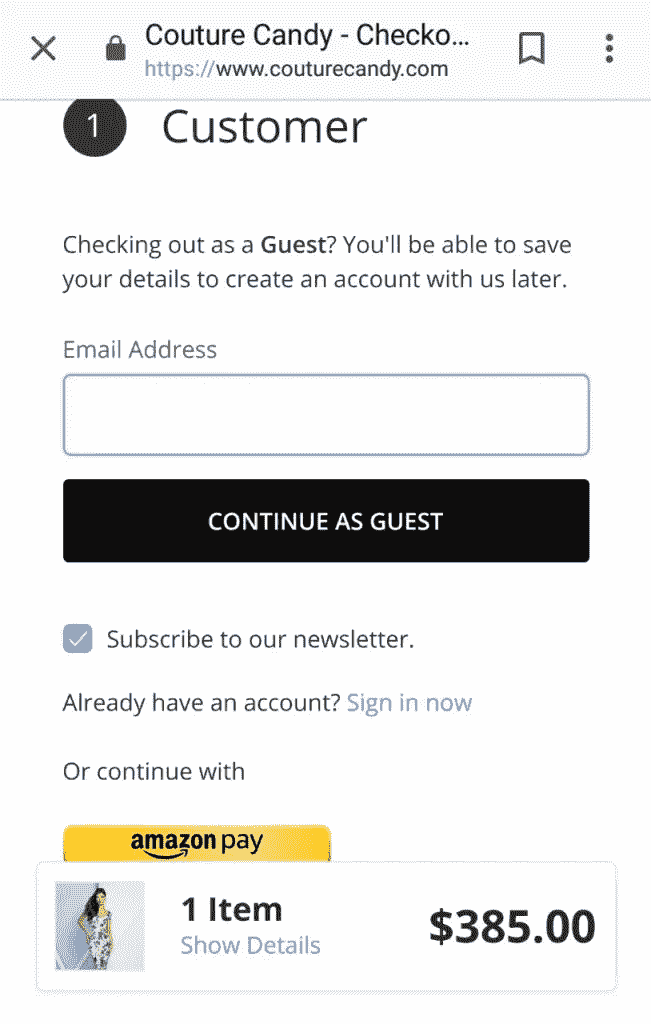 Couture Candy - Checko...
https://www.couturecandy.com
1 Customer
Checking out as a Guest? You'll be able to save
your details to create an account with us later.
Email Address
CONTINUE AS GUEST
Subscribe to our newsletter.
Already have an account? Sign in now
Or continue with
amazon pay
1 Item
$385.00
Show Details